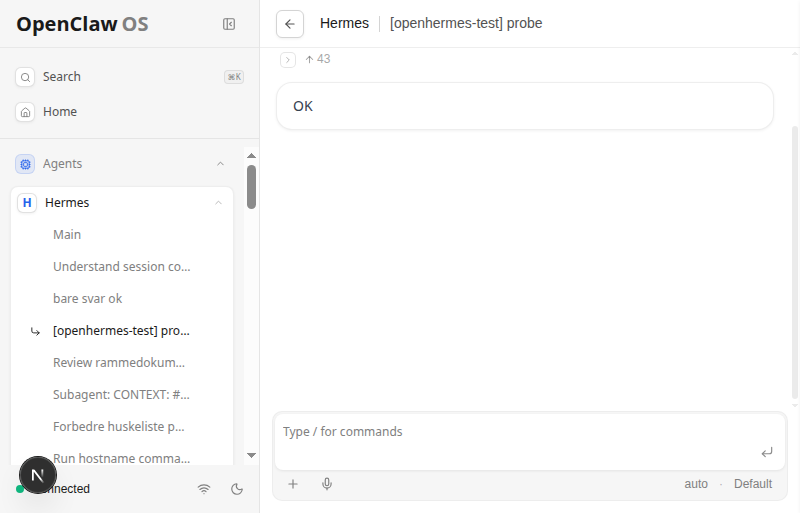 OpenClaw OS
Search
⌘K
Home
Agents
H Hermes
Main
Understand session co...
bare svar ok
[openhermes-test] pro...
Review rammedokum...
Subagent: CONTEXT: #...
Forbedre huskeliste p...
Run hostname comma...
N
nnected
Hermes
[openhermes-test] probe
↑ 43
OK
Type / for commands
auto · Default